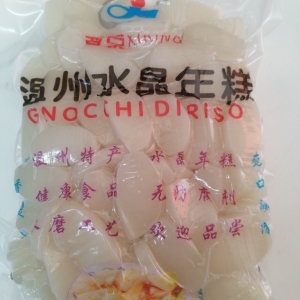 温州水晶年糕
GNOCCHI DI RISO
温州特产 水晶年糕
健康食品 无防腐剂
水磨工艺 欢迎品尝